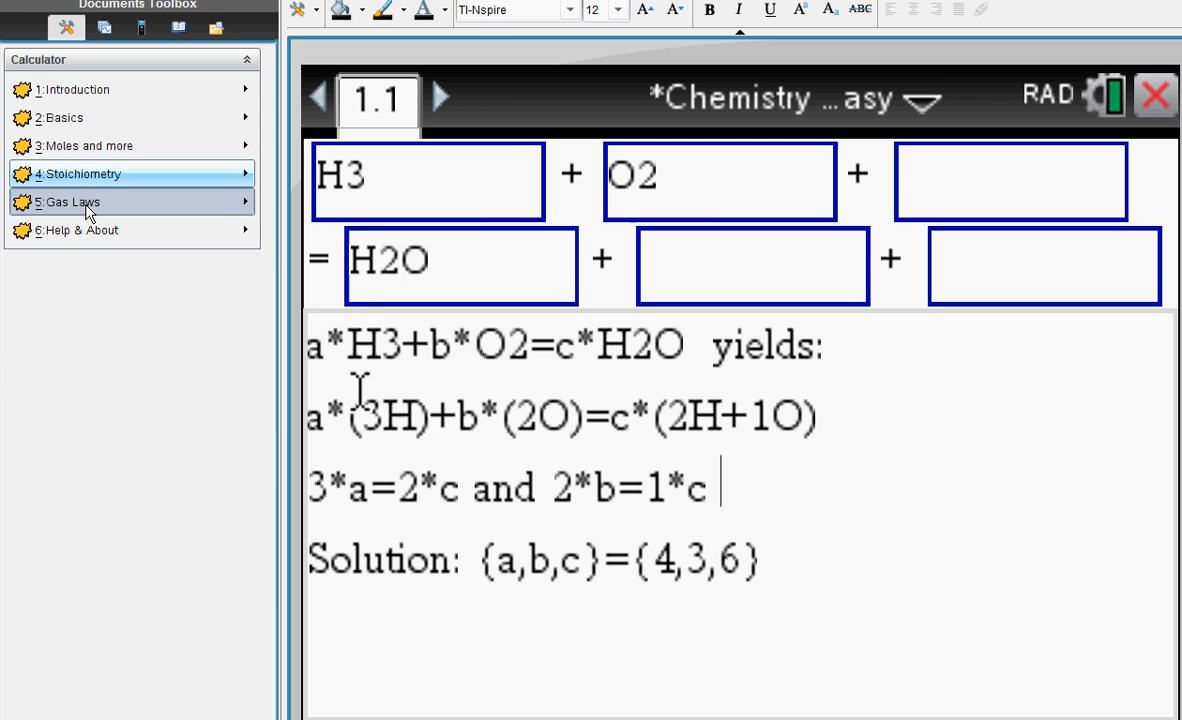 Documents Toolbox
TI-Nspire 12 A A B I U A A ABC
Calculator
1:Introduction
2:Basics
3:Moles and more
4:Stoichiometry
5:Gas Laws
6:Help & About
1.1 *Chemistry ...asy RAD
H3 + O2 +
= H2O + +
a*H3+b*O2=c*H2O yields:
a*(3H)+b*(2O)=c*(2H+1O)
3*a=2*c and 2*b=1*c
Solution: {a,b,c}={4,3,6}